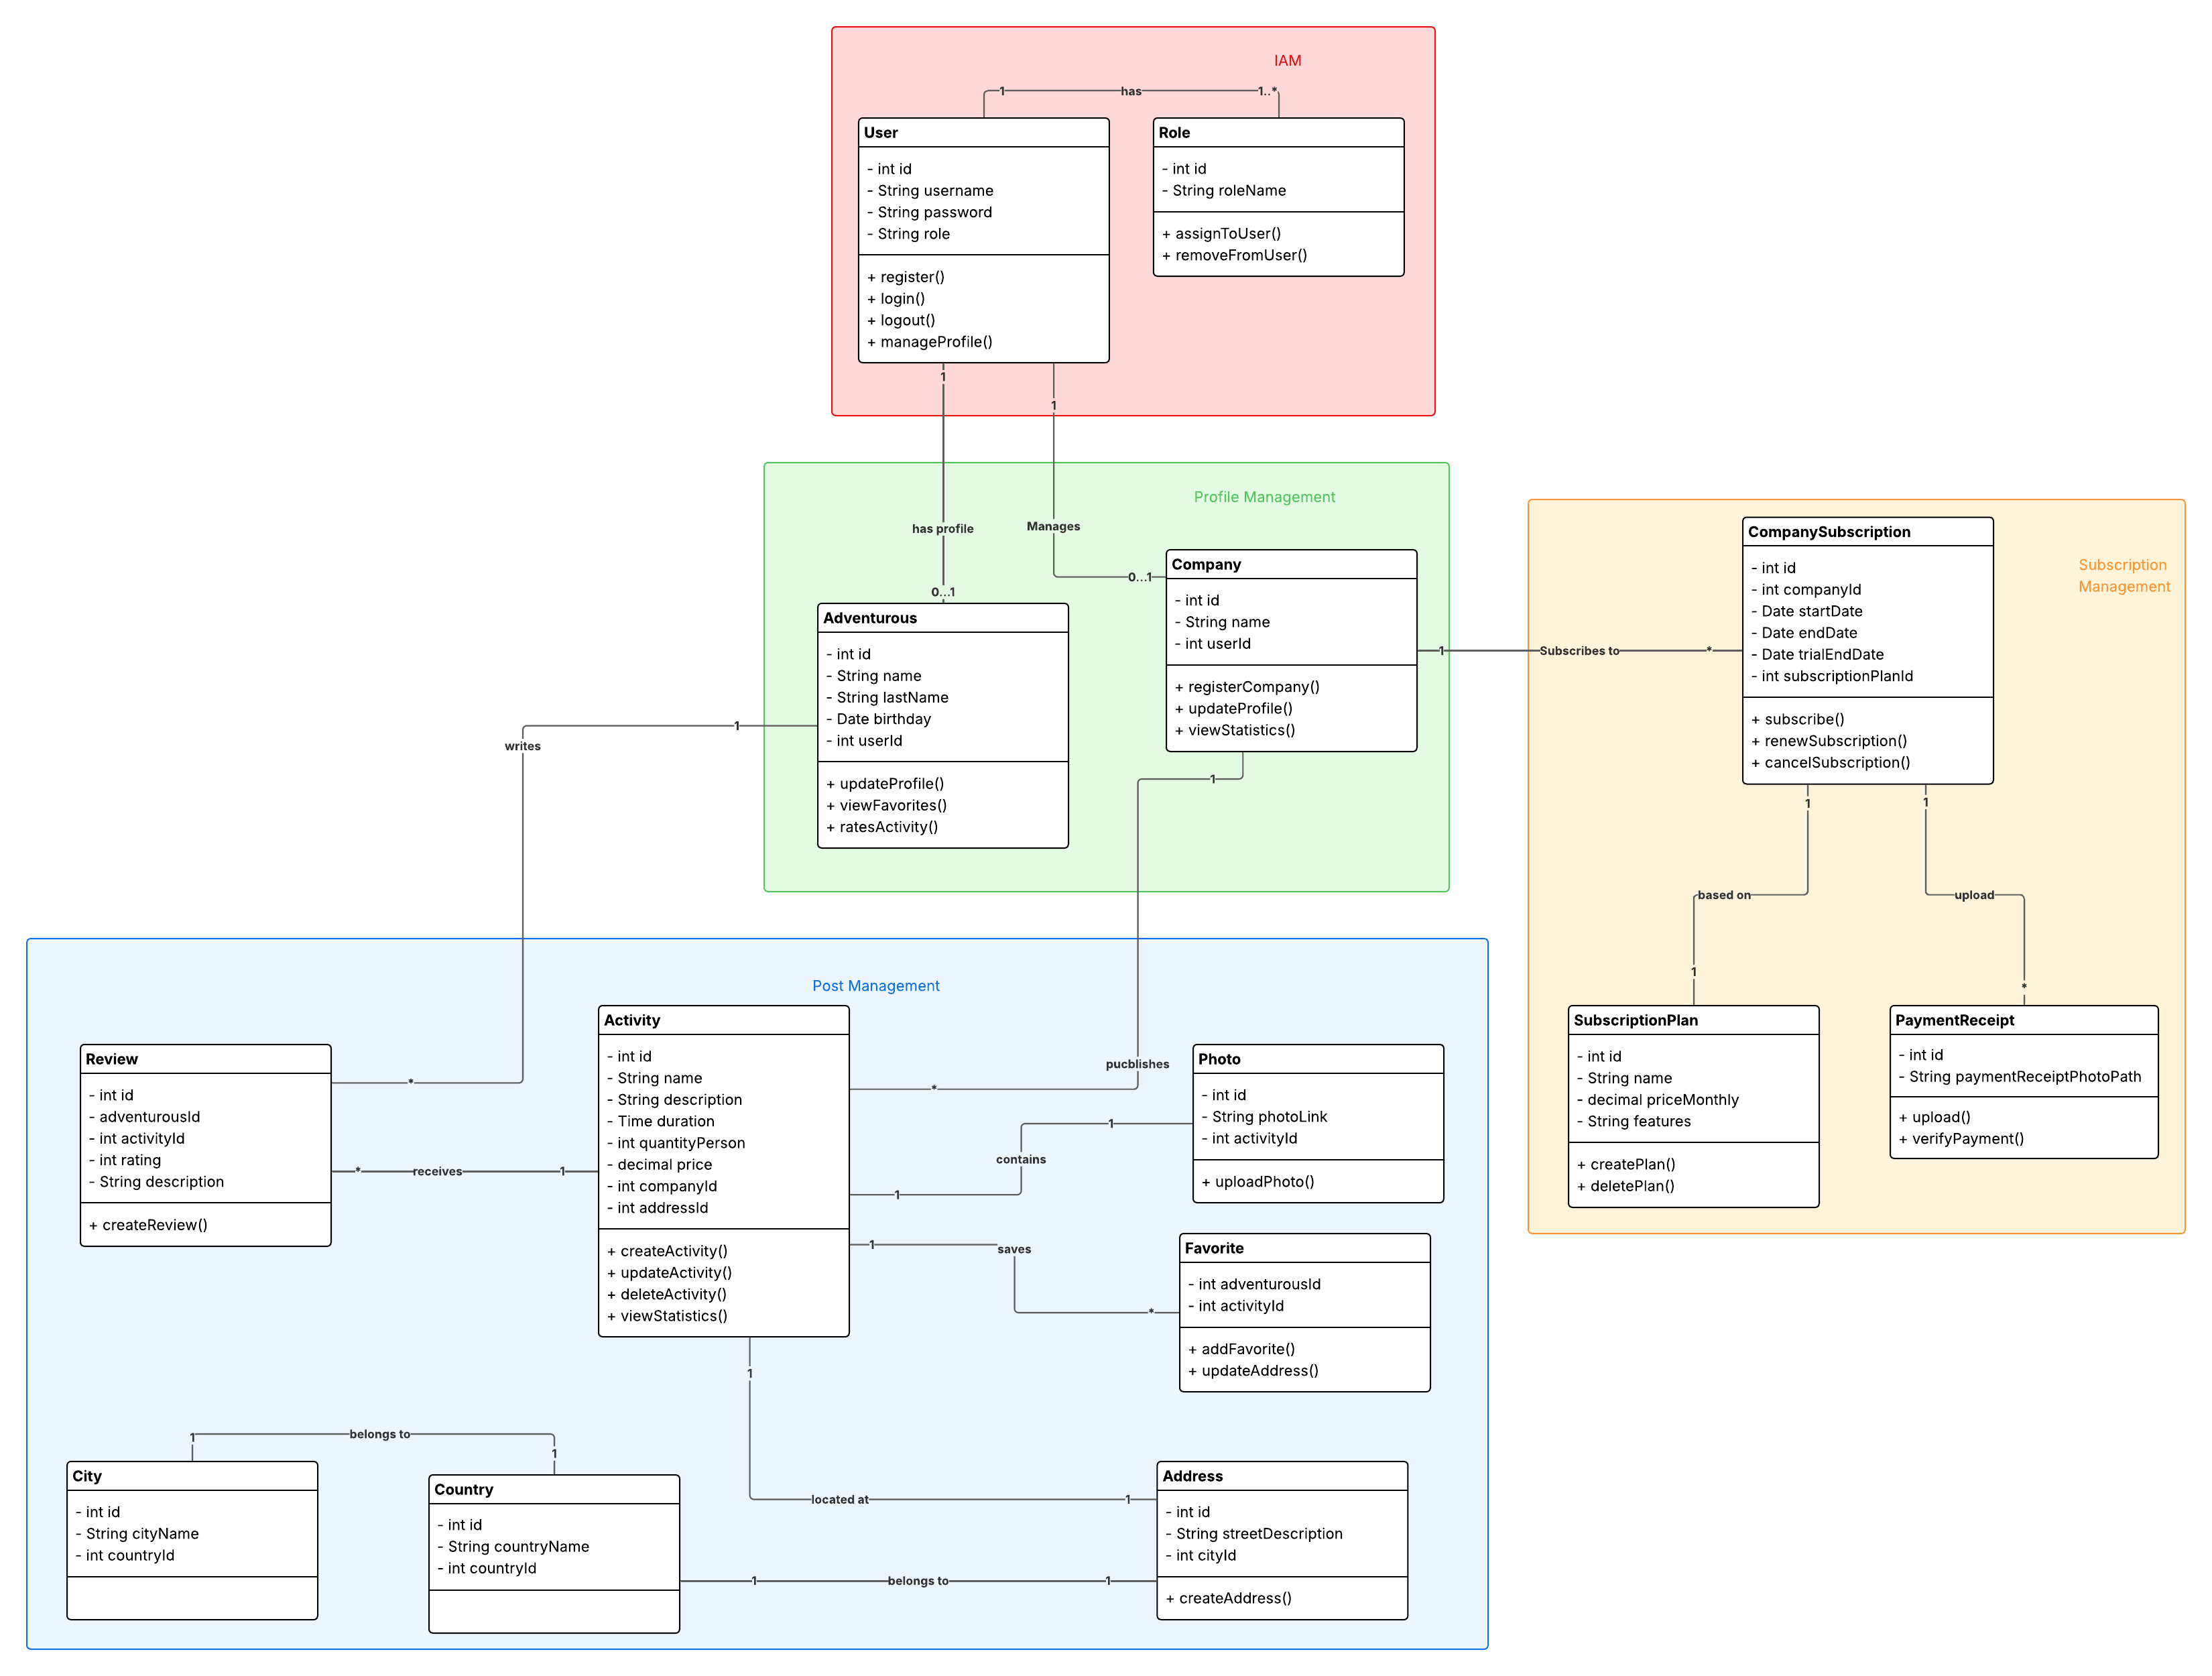 IAM
1
has
1..*
User
- int id
- String username
- String password
- String role
+ register()
+ login()
+ logout()
+ manageProfile()
Role
- int id
- String roleName
+ assignToUser()
+ removeFromUser()
1
1
Profile Management
has profile
Manages
0...1
0...1
Adventurous
- int id
- String name
- String lastName
- Date birthday
- int userId
+ updateProfile()
+ viewFavorites()
+ ratesActivity()
Company
- int id
- String name
- int userId
+ registerCompany()
+ updateProfile()
+ viewStatistics()
1
Subscribes to
*
Subscription
Management
CompanySubscription
- int id
- int companyId
- Date startDate
- Date endDate
- Date trialEndDate
- int subscriptionPlanId
+ subscribe()
+ renewSubscription()
+ cancelSubscription()
1
1
based on
upload
1
*
SubscriptionPlan
- int id
- String name
- decimal priceMonthly
- String features
+ createPlan()
+ deletePlan()
PaymentReceipt
- int id
- String paymentReceiptPhotoPath
+ upload()
+ verifyPayment()
1
writes
*
1
pucblishes
*
Post Management
Review
- int id
- adventurousId
- int activityId
- int rating
- String description
+ createReview()
*
receives
1
Activity
- int id
- String name
- String description
- Time duration
- int quantityPerson
- decimal price
- int companyId
- int addressId
+ createActivity()
+ updateActivity()
+ deleteActivity()
+ viewStatistics()
1
contains
1
Photo
- int id
- String photoLink
- int activityId
+ uploadPhoto()
1
saves
*
Favorite
- int adventurousId
- int activityId
+ addFavorite()
+ updateAddress()
1
located at
1
1
belongs to
1
City
- int id
- String cityName
- int countryId
Country
- int id
- String countryName
- int countryId
1
belongs to
1
Address
- int id
- String streetDescription
- int cityId
+ createAddress()